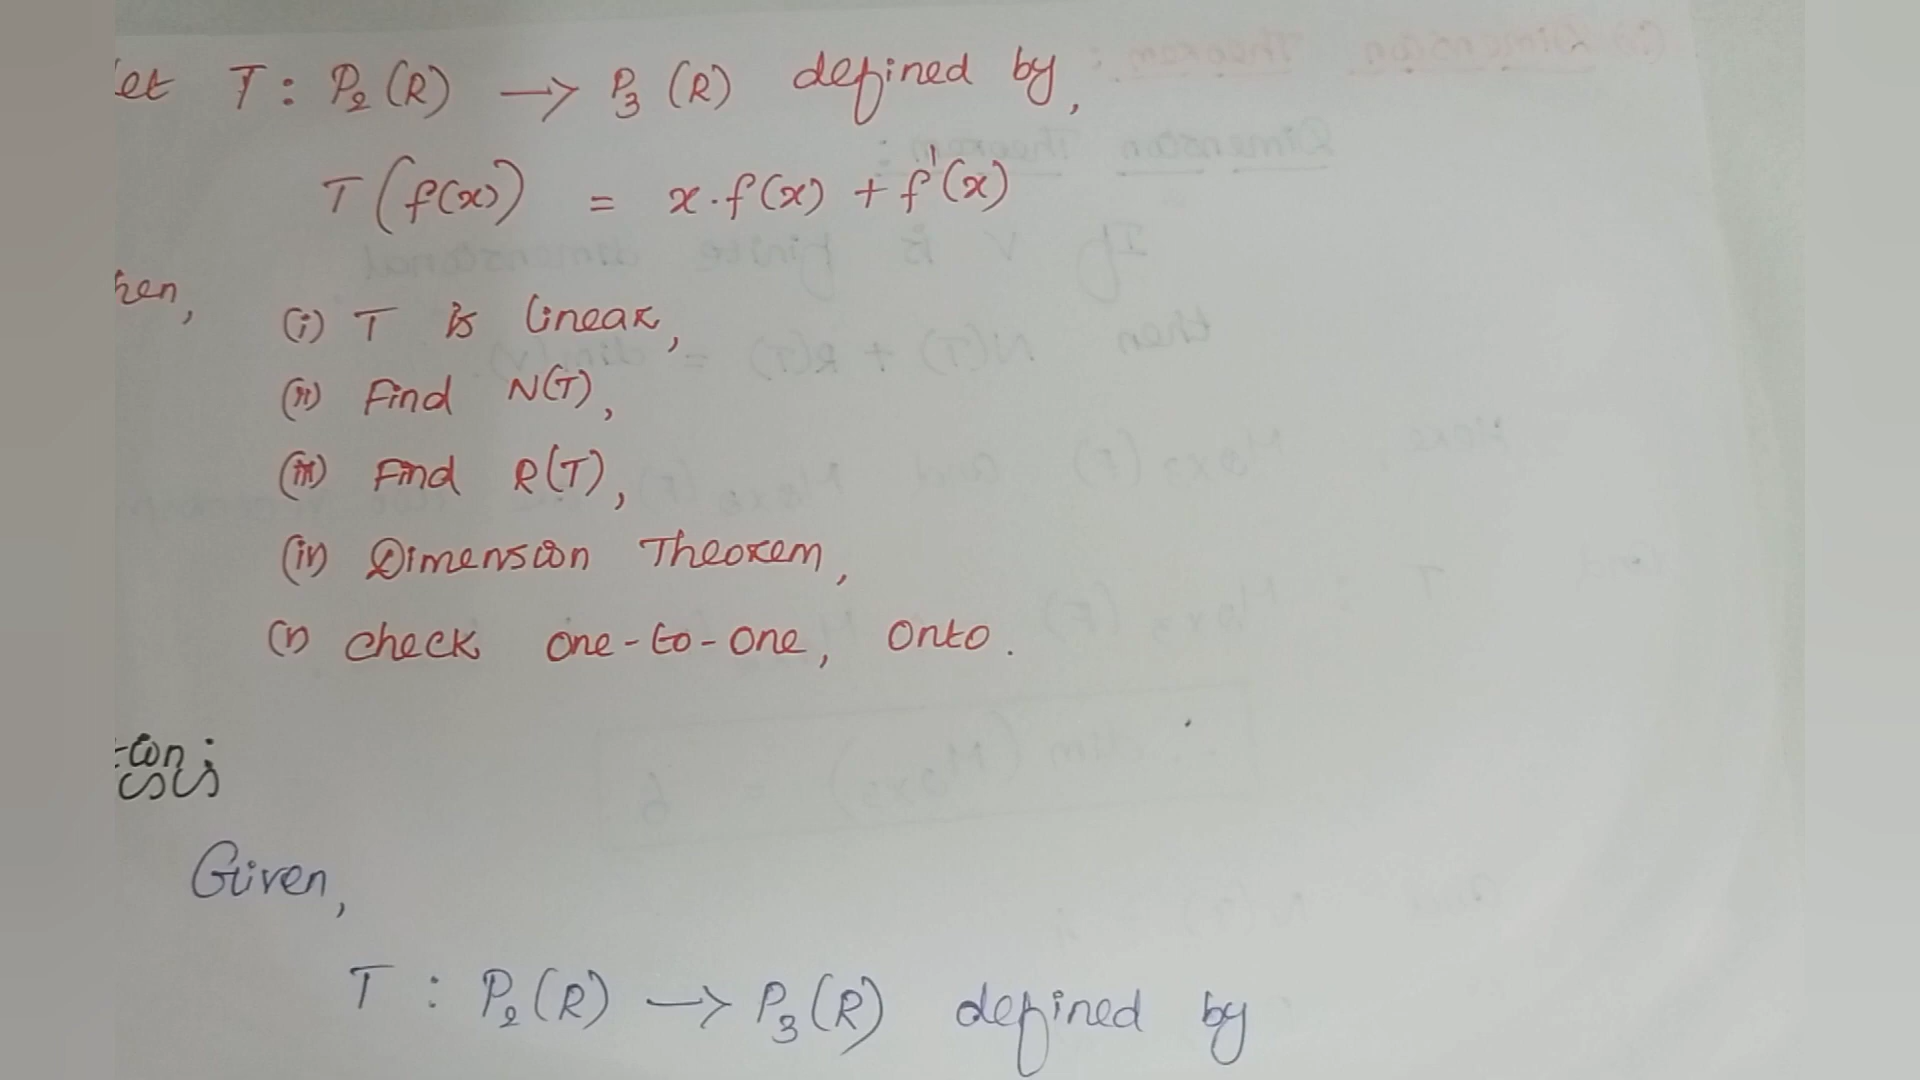 et T : P₂(R) → P₃(R) defined by,
T(f(x)) = x.f(x) + f'(x)
hen,
(i) T is linear,
(ii) Find N(T),
(iii) Find R(T),
(iv) Dimension Theorem,
(v) check one-to-one, onto.
tion :
Given,
T : P₂(R) → P₃(R) defined by